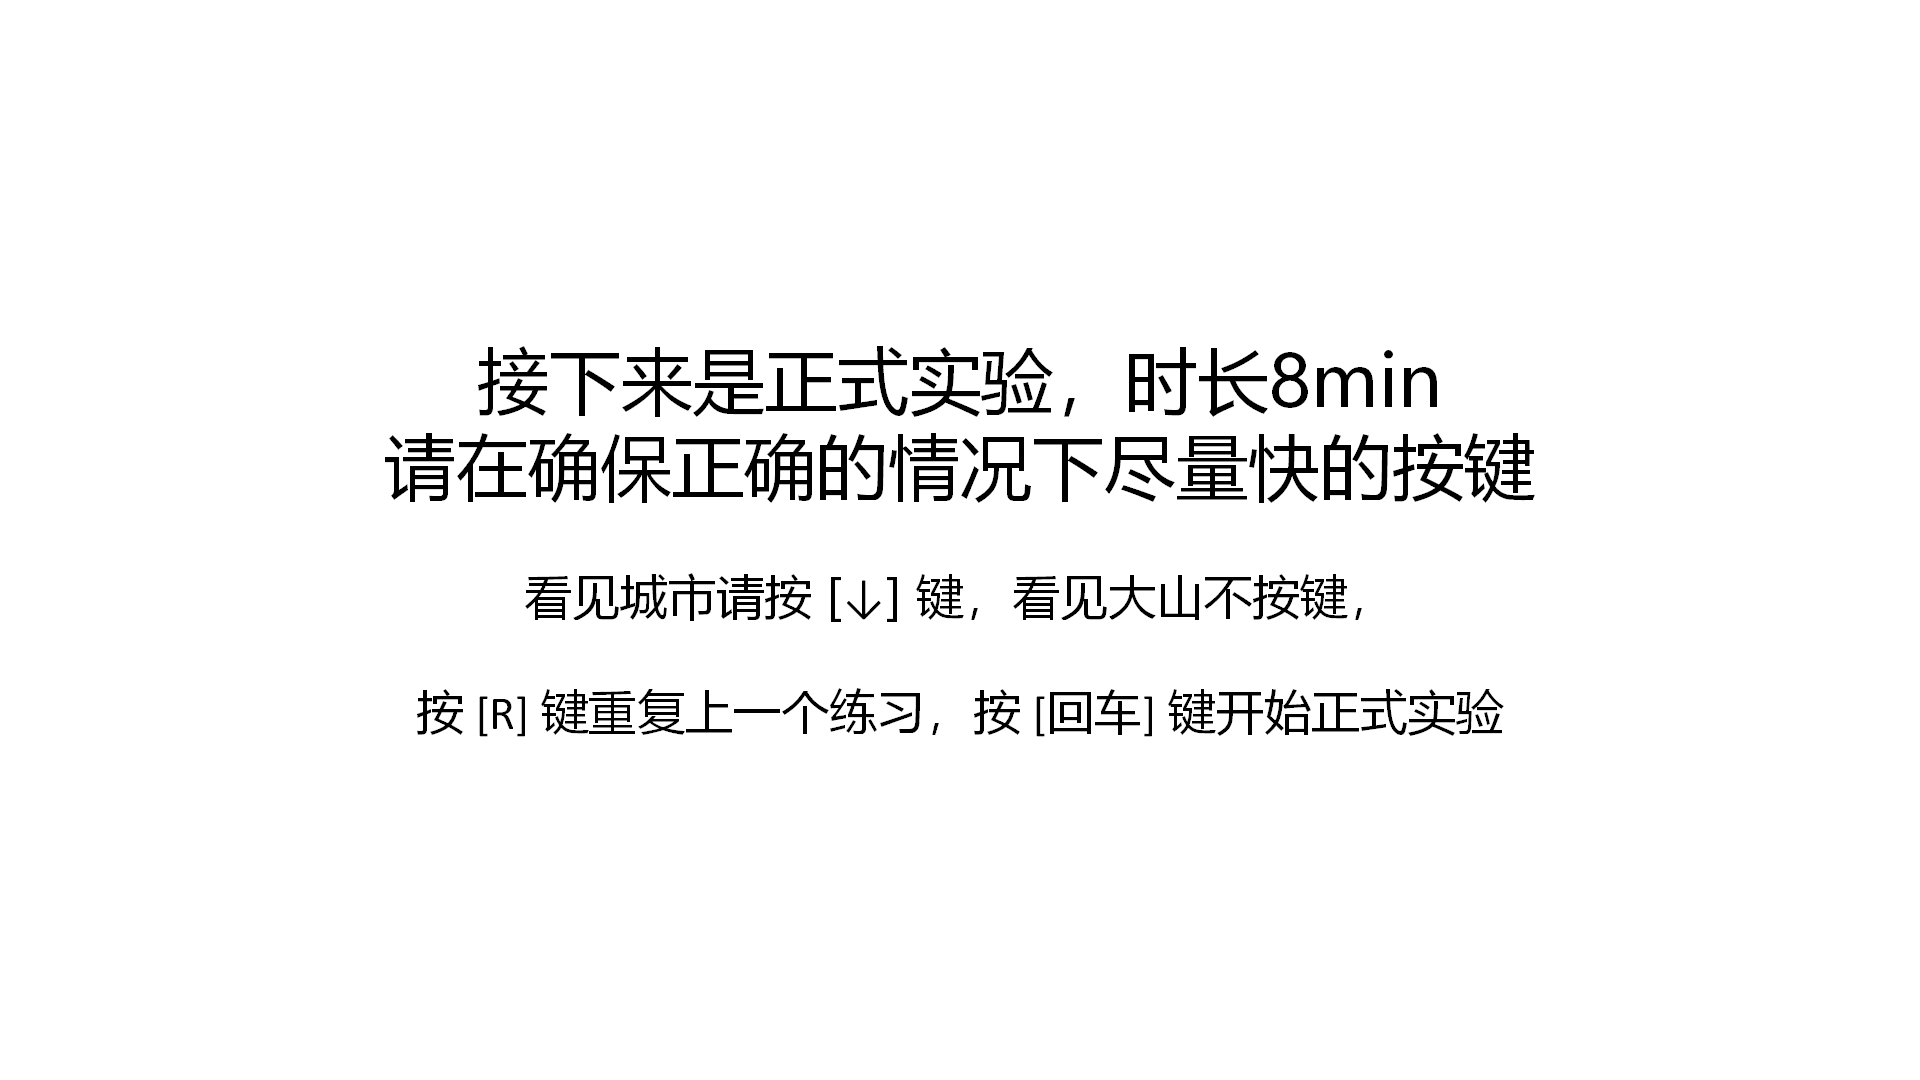 接下来是正式实验，时长8min
请在确保正确的情况下尽量快的按键
看见城市请按 [↓] 键，看见大山不按键，
按 [R] 键重复上一个练习，按 [回车] 键开始正式实验